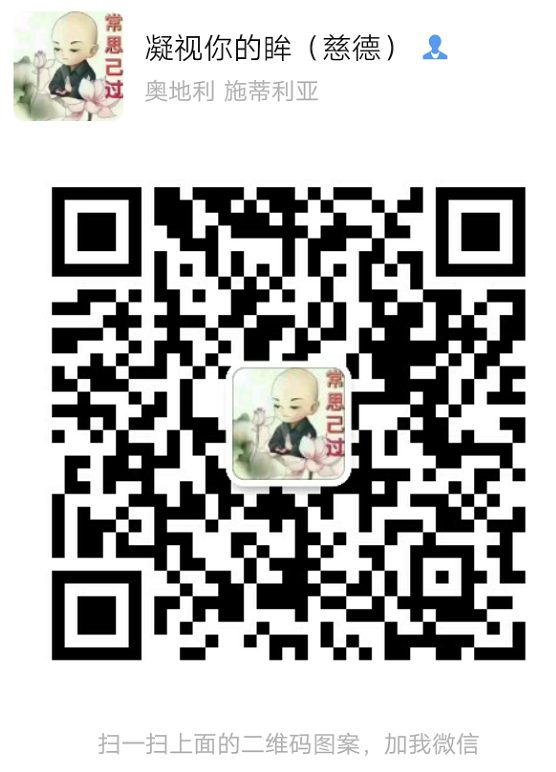 常思己过
凝视你的眸（慈德）
奥地利 施蒂利亚
常思己过
扫一扫上面的二维码图案，加我微信